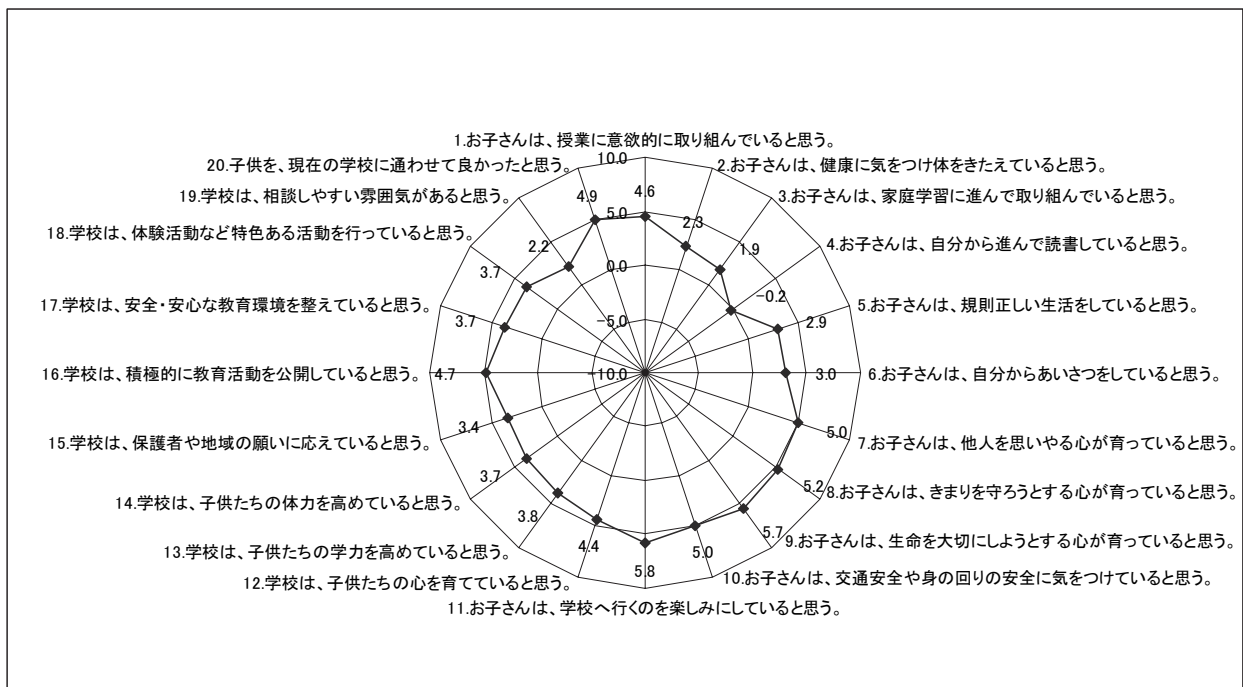 1.お子さんは、授業に意欲的に取り組んでいると思う。
2.お子さんは、健康に気をつけ体をきたえていると思う。
3.お子さんは、家庭学習に進んで取り組んでいると思う。
4.お子さんは、自分から進んで読書していると思う。
5.お子さんは、規則正しい生活をしていると思う。
6.お子さんは、自分からあいさつをしていると思う。
7.お子さんは、他人を思いやる心が育っていると思う。
8.お子さんは、きまりを守ろうとする心が育っていると思う。
9.お子さんは、生命を大切にしようとする心が育っていると思う。
10.お子さんは、交通安全や身の回りの安全に気をつけていると思う。
11.お子さんは、学校へ行くのを楽しみにしていると思う。
12.学校は、子供たちの心を育てていると思う。
13.学校は、子供たちの学力を高めていると思う。
14.学校は、子供たちの体力を高めていると思う。
15.学校は、保護者や地域の願いに応えていると思う。
16.学校は、積極的に教育活動を公開していると思う。
17.学校は、安全・安心な教育環境を整えていると思う。
18.学校は、体験活動など特色ある活動を行っていると思う。
19.学校は、相談しやすい雰囲気があると思う。
20.子供を、現在の学校に通わせて良かったと思う。
10.0
5.0
0.0
-5.0
-10.0
4.6
2.3
1.9
-0.2
2.9
3.0
5.0
5.2
5.7
5.0
5.8
4.4
3.8
3.7
3.4
4.7
3.7
3.7
2.2
4.9